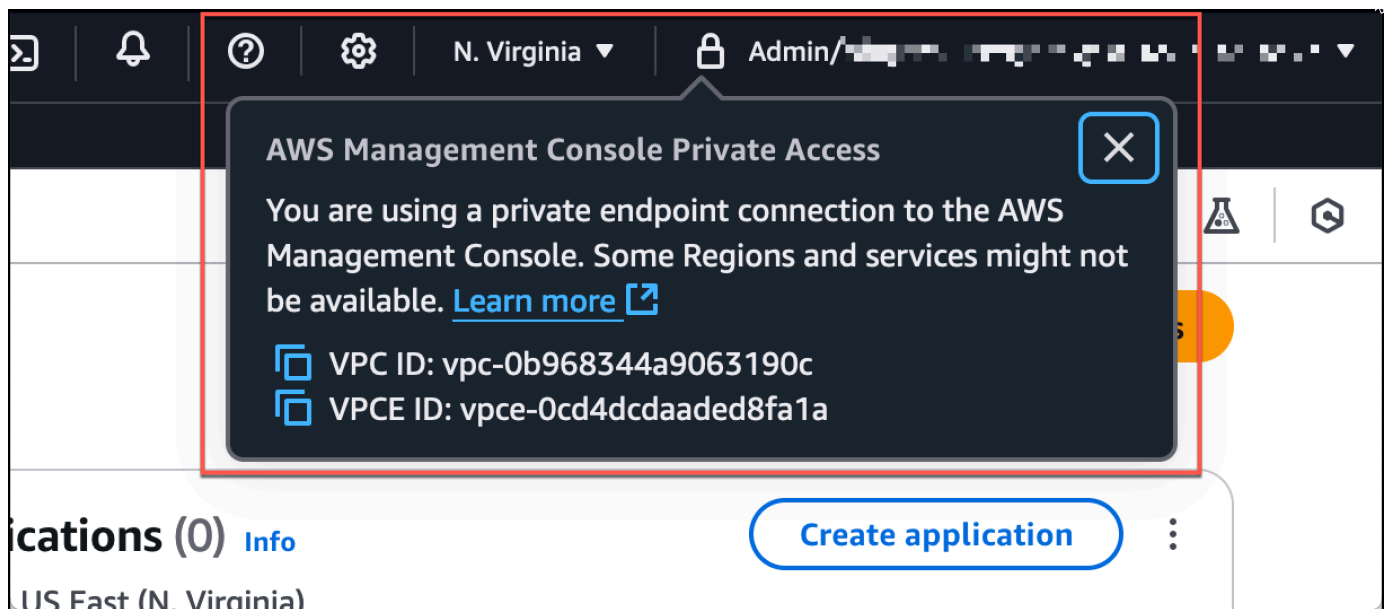 N. Virginia ▼ Admin/
AWS Management Console Private Access
You are using a private endpoint connection to the AWS
Management Console. Some Regions and services might not
be available. Learn more
VPC ID: vpc-0b968344a9063190c
VPCE ID: vpce-0cd4dcdaaded8fa1a
ications (0) Info
Create application
US East (N. Virginia)